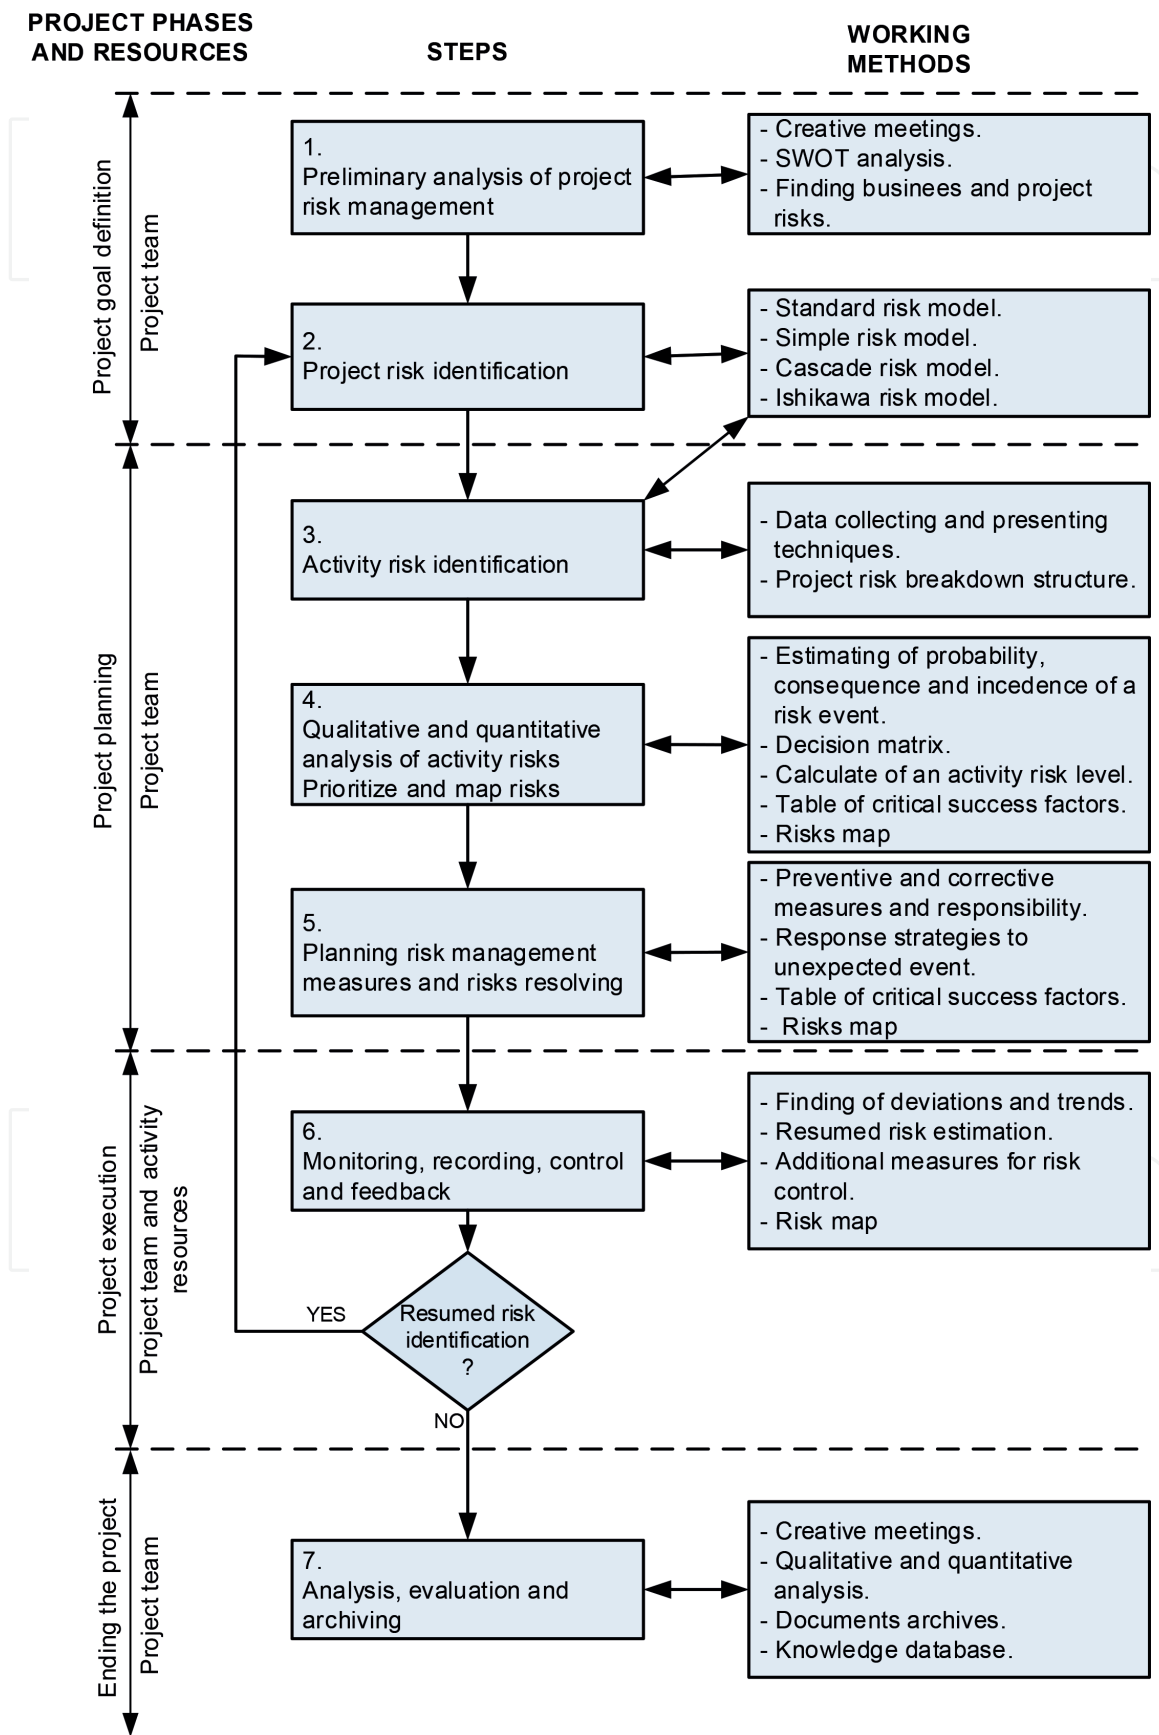 PROJECT PHASES
AND RESOURCES
STEPS
WORKING
METHODS
Project goal definition
Project team
1.
Preliminary analysis of project
risk management
- Creative meetings.
- SWOT analysis.
- Finding businees and project
risks.
2.
Project risk identification
- Standard risk model.
- Simple risk model.
- Cascade risk model.
- Ishikawa risk model.
Project planning
Project team
3.
Activity risk identification
- Data collecting and presenting
techniques.
- Project risk breakdown structure.
4.
Qualitative and quantitative
analysis of activity risks
Prioritize and map risks
- Estimating of probability,
consequence and incedence of a
risk event.
- Decision matrix.
- Calculate of an activity risk level.
- Table of critical success factors.
- Risks map
5.
Planning risk management
measures and risks resolving
- Preventive and corrective
measures and responsibility.
- Response strategies to
unexpected event.
- Table of critical success factors.
- Risks map
Project execution
Project team and activity
resources
6.
Monitoring, recording, control
and feedback
- Finding of deviations and trends.
- Resumed risk estimation.
- Additional measures for risk
control.
- Risk map
YES
Resumed risk
identification
?
NO
Ending the project
Project team
7.
Analysis, evaluation and
archiving
- Creative meetings.
- Qualitative and quantitative
analysis.
- Documents archives.
- Knowledge database.